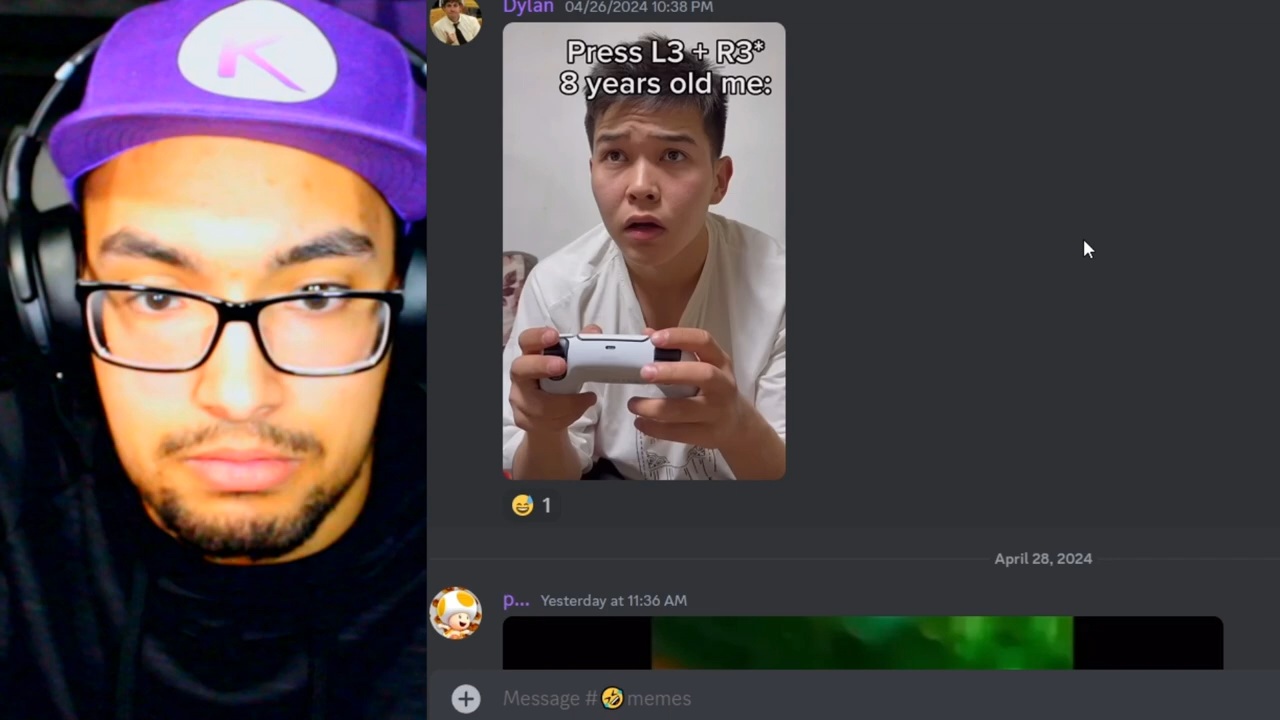 K
Dylan 04/26/2024 10:38 PM
Press L3 + R3*
8 years old me:
1
April 28, 2024
p... Yesterday at 11:36 AM
Message # 🤣 memes